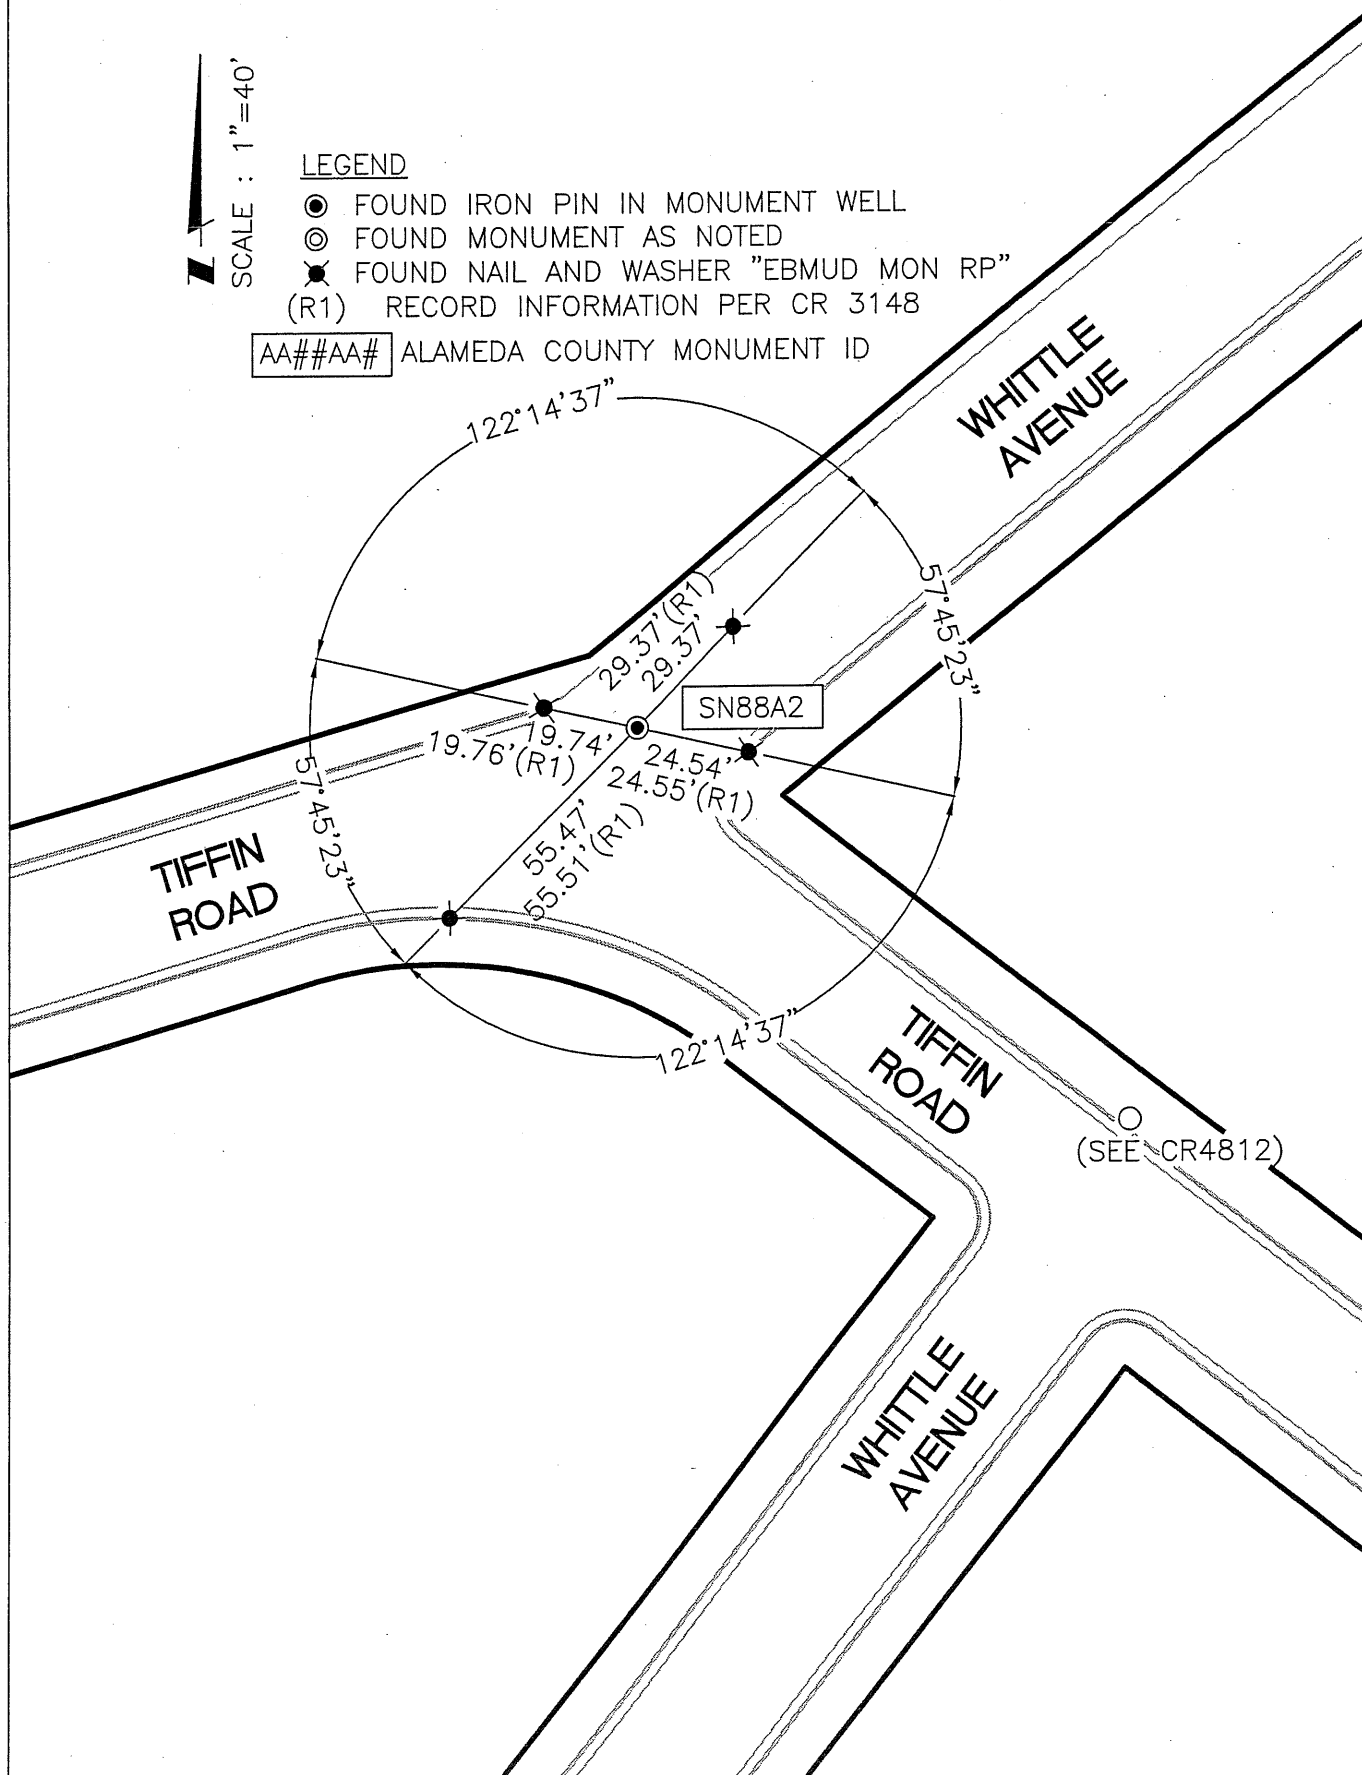 SCALE : 1"=40'
LEGEND
FOUND IRON PIN IN MONUMENT WELL
FOUND MONUMENT AS NOTED
FOUND NAIL AND WASHER "EBMUD MON RP"
(R1) RECORD INFORMATION PER CR 3148
AA##AA# ALAMEDA COUNTY MONUMENT ID
N
122°14'37"
WHITTLE
AVENUE
57°45'23"
29.37'(R1)
29.37'
SN88A2
19.74'
19.76'(R1)
24.54'
24.55'(R1)
57°45'23"
55.47'
55.51'(R1)
TIFFIN
ROAD
122°14'37"
TIFFIN
ROAD
(SEE CR4812)
WHITTLE
AVENUE